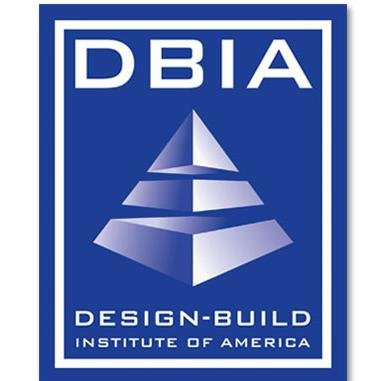 DBIA
DESIGN-BUILD
INSTITUTE OF AMERICA